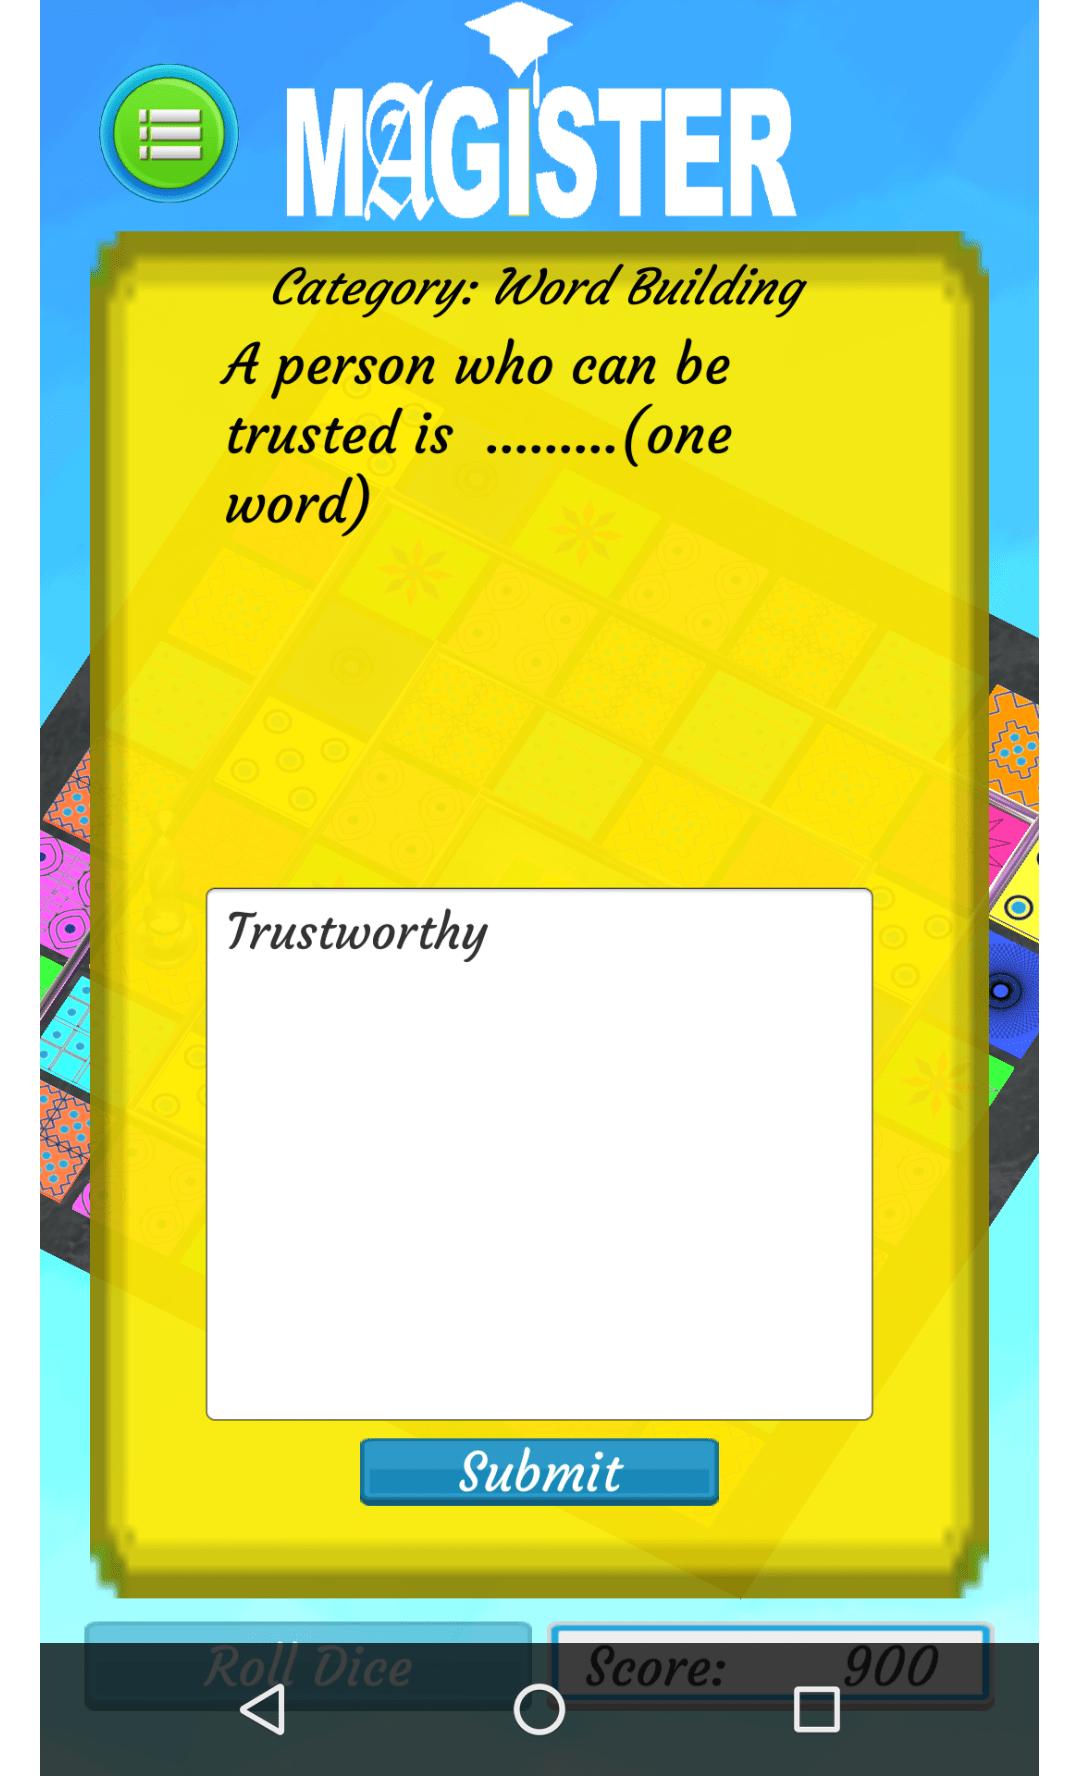 MAGISTER
Category: Word Building
A person who can be
trusted is .........(one
word)
Trustworthy
Submit
Roll Dice
Score: 900